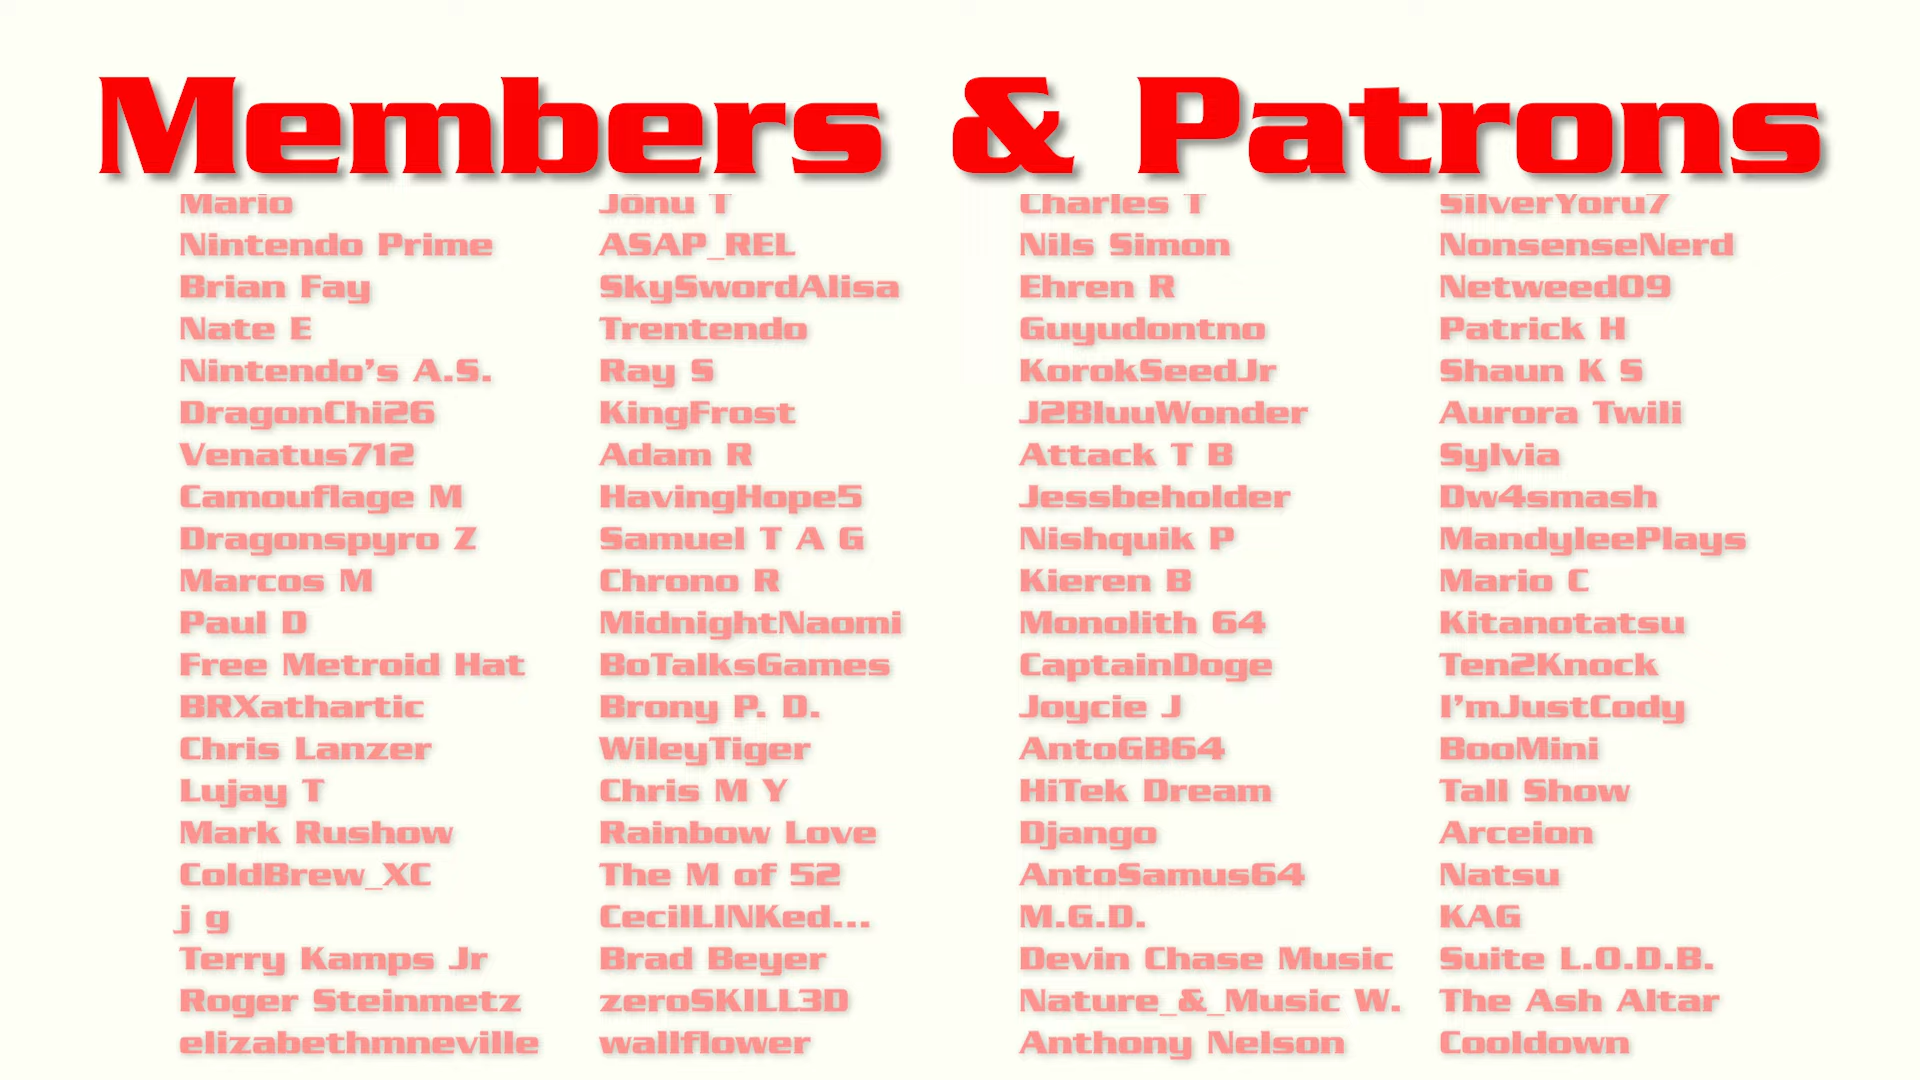 Members & Patrons
Mario
Nintendo Prime
Brian Fay
Nate E
Nintendo's A.S.
DragonChi26
Venatus712
Camouflage M
Dragonspyro Z
Marcos M
Paul D
Free Metroid Hat
BRXathartic
Chris Lanzer
Lujay T
Mark Rushow
ColdBrew_XC
j g
Terry Kamps Jr
Roger Steinmetz
elizabethmneville
Jonu T
ASAP_REL
SkySwordAlisa
Trentendo
Ray S
KingFrost
Adam R
HavingHope5
Samuel T A G
Chrono R
MidnightNaomi
BoTalksGames
Brony P. D.
WileyTiger
Chris M Y
Rainbow Love
The M of 52
CecilLINKed...
Brad Beyer
zeroSKILL3D
wallflower
Charles T
Nils Simon
Ehren R
Guyudontno
KorokSeedJr
J2BluuWonder
Attack T B
Jessbeholder
Nishquik P
Kieren B
Monolith 64
CaptainDoge
Joycie J
AntoGB64
HiTek Dream
Django
AntoSamus64
M.G.D.
Devin Chase Music
Nature_&_Music W.
Anthony Nelson
SilverYoru7
NonsenseNerd
Netweed09
Patrick H
Shaun K S
Aurora Twili
Sylvia
Dw4smash
MandyleePlays
Mario C
Kitanotatsu
Ten2Knock
I'mJustCody
BooMini
Tall Show
Arceion
Natsu
KAG
Suite L.O.D.B.
The Ash Altar
Cooldown